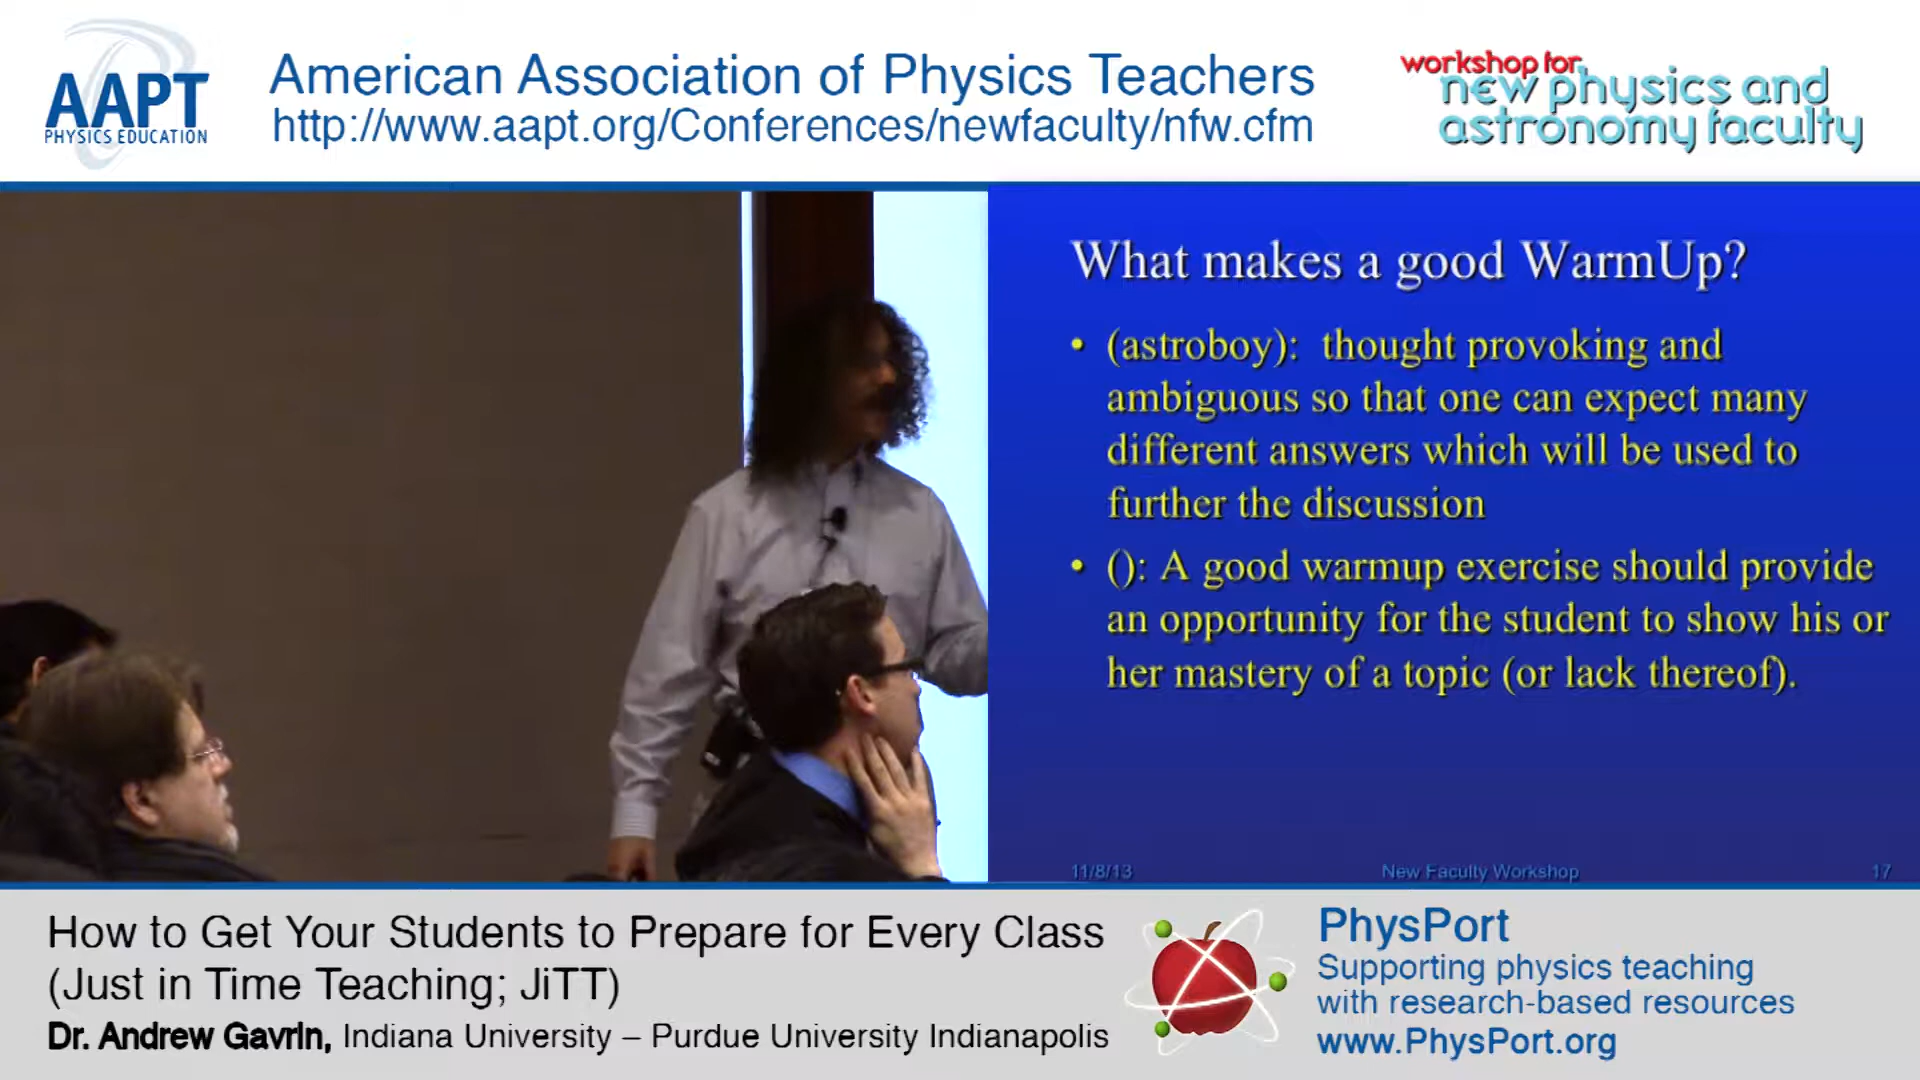 AAPT
PHYSICS EDUCATION
American Association of Physics Teachers
http://www.aapt.org/Conferences/newfaculty/nfw.cfm
workshop for
new physics and
astronomy faculty
What makes a good WarmUp?
• (astroboy): thought provoking and
ambiguous so that one can expect many
different answers which will be used to
further the discussion
• (): A good warmup exercise should provide
an opportunity for the student to show his or
her mastery of a topic (or lack thereof).
11/8/13 New Faculty Workshop 17
How to Get Your Students to Prepare for Every Class
(Just in Time Teaching; JiTT)
Dr. Andrew Gavrin, Indiana University – Purdue University Indianapolis
PhysPort
Supporting physics teaching
with research-based resources
www.PhysPort.org